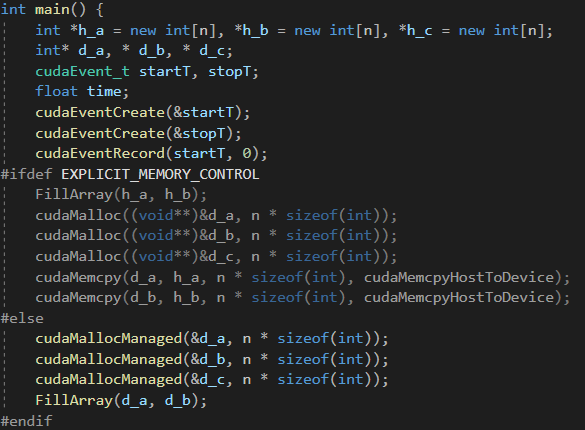 int main() {
int *h_a = new int[n], *h_b = new int[n], *h_c = new int[n];
int* d_a, * d_b, * d_c;
cudaEvent_t startT, stopT;
float time;
cudaEventCreate(&startT);
cudaEventCreate(&stopT);
cudaEventRecord(startT, 0);
#ifdef EXPLICIT_MEMORY_CONTROL
FillArray(h_a, h_b);
cudaMalloc((void**)&d_a, n * sizeof(int));
cudaMalloc((void**)&d_b, n * sizeof(int));
cudaMalloc((void**)&d_c, n * sizeof(int));
cudaMemcpy(d_a, h_a, n * sizeof(int), cudaMemcpyHostToDevice);
cudaMemcpy(d_b, h_b, n * sizeof(int), cudaMemcpyHostToDevice);
#else
cudaMallocManaged(&d_a, n * sizeof(int));
cudaMallocManaged(&d_b, n * sizeof(int));
cudaMallocManaged(&d_c, n * sizeof(int));
FillArray(d_a, d_b);
#endif